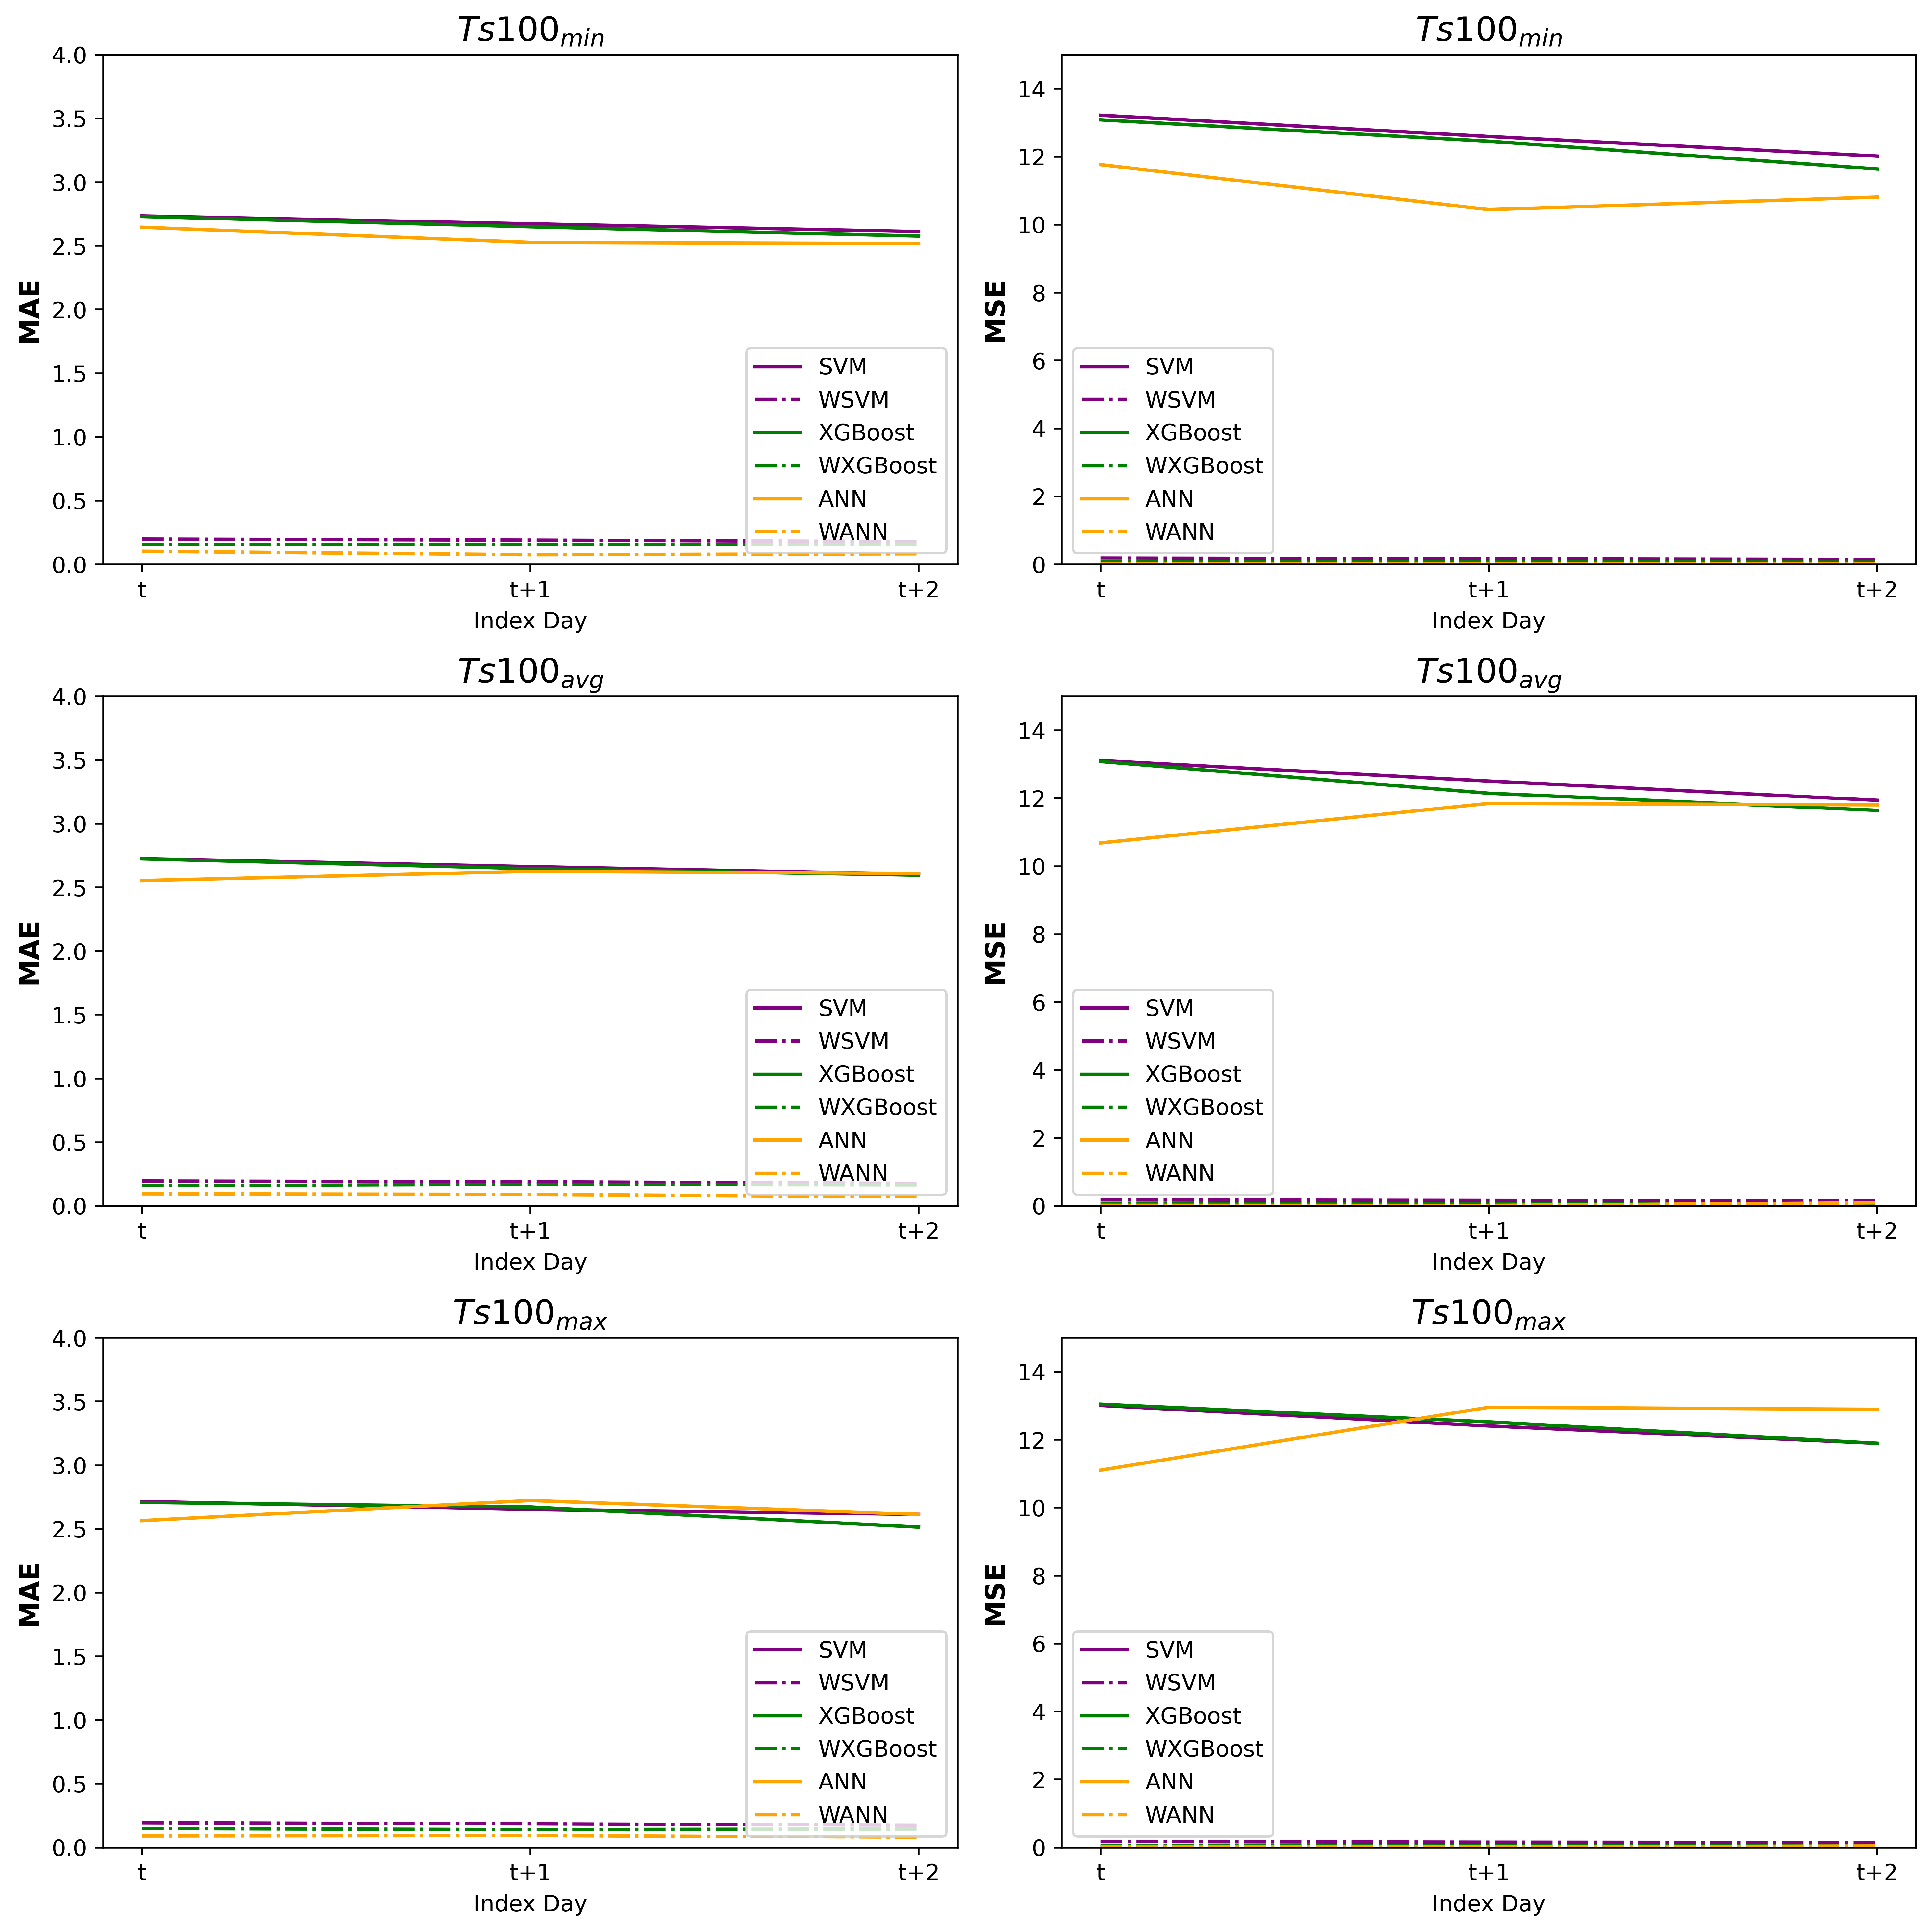 Ts100min
4.0
3.5
3.0
2.5
2.0
1.5
1.0
0.5
0.0
MAE
SVM
WSVM
XGBoost
WXGBoost
ANN
WANN
t t+1 t+2
Index Day
Ts100min
14
12
10
8
6
4
2
0
MSE
SVM
WSVM
XGBoost
WXGBoost
ANN
WANN
t t+1 t+2
Index Day
Ts100avg
4.0
3.5
3.0
2.5
2.0
1.5
1.0
0.5
0.0
MAE
SVM
WSVM
XGBoost
WXGBoost
ANN
WANN
t t+1 t+2
Index Day
Ts100avg
14
12
10
8
6
4
2
0
MSE
SVM
WSVM
XGBoost
WXGBoost
ANN
WANN
t t+1 t+2
Index Day
Ts100max
4.0
3.5
3.0
2.5
2.0
1.5
1.0
0.5
0.0
MAE
SVM
WSVM
XGBoost
WXGBoost
ANN
WANN
t t+1 t+2
Index Day
Ts100max
14
12
10
8
6
4
2
0
MSE
SVM
WSVM
XGBoost
WXGBoost
ANN
WANN
t t+1 t+2
Index Day